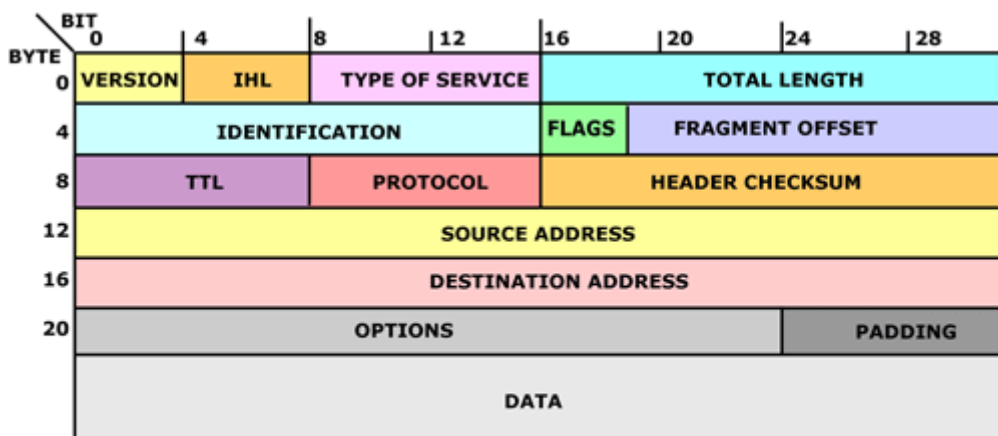 BIT
BYTE 0 4 8 12 16 20 24 28
0 VERSION IHL TYPE OF SERVICE TOTAL LENGTH
4 IDENTIFICATION FLAGS FRAGMENT OFFSET
8 TTL PROTOCOL HEADER CHECKSUM
12 SOURCE ADDRESS
16 DESTINATION ADDRESS
20 OPTIONS PADDING
DATA